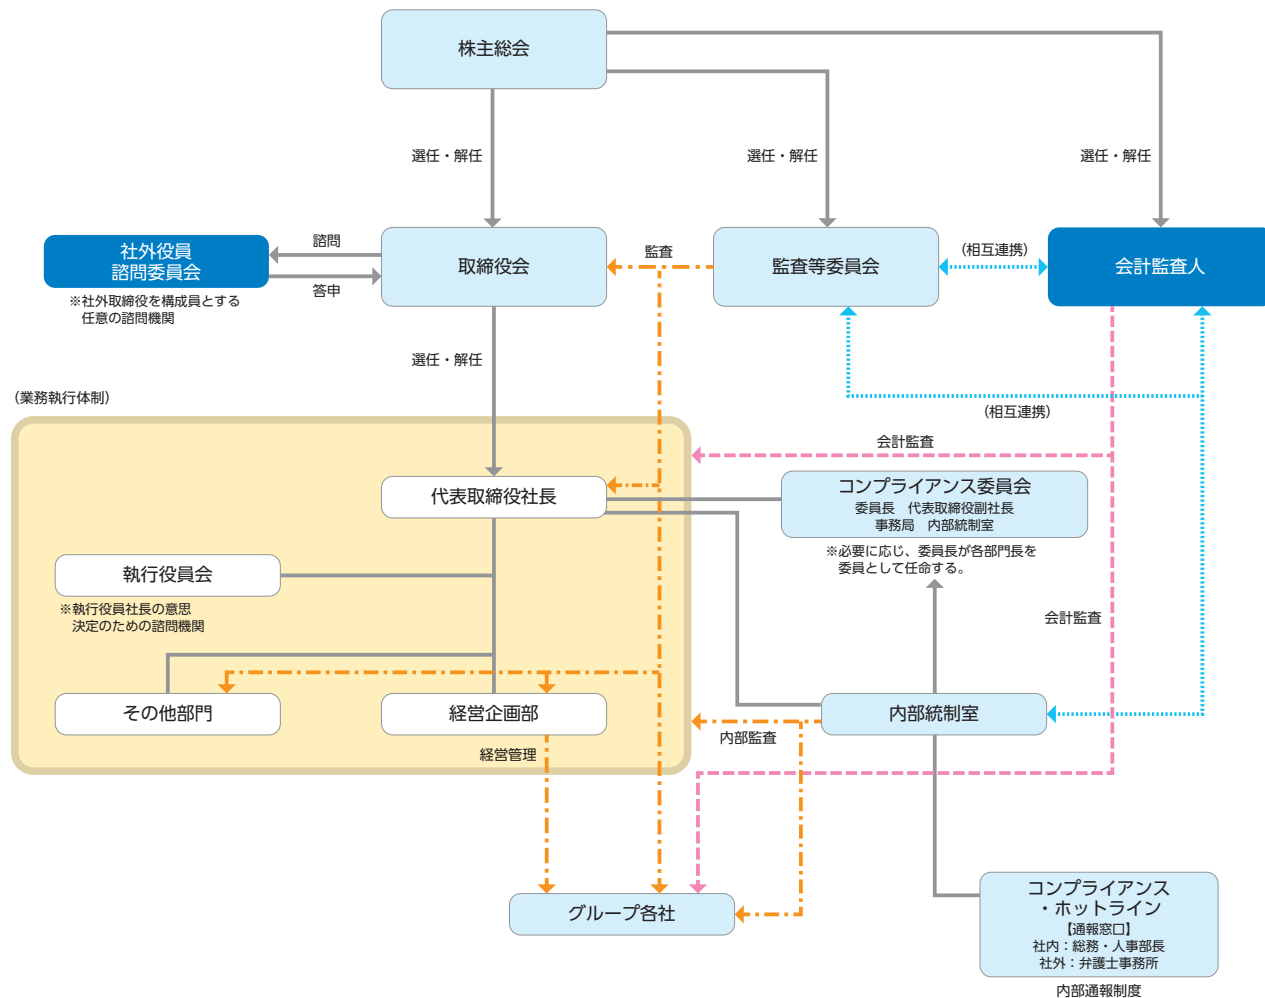 株主総会
選任・解任
選任・解任
選任・解任
社外役員
諮問委員会
諮問
答申
※社外取締役を構成員とする
任意の諮問機関
取締役会
監査
監査等委員会
(相互連携)
会計監査人
選任・解任
(業務執行体制)
(相互連携)
会計監査
代表取締役社長
コンプライアンス委員会
委員長　代表取締役副社長
事務局　内部統制室
※必要に応じ、委員長が各部門長を
委員として任命する。
執行役員会
※執行役員社長の意思
決定のための諮問機関
会計監査
その他部門
経営企画部
内部統制室
内部監査
経営管理
グループ各社
コンプライアンス
・ホットライン
【通報窓口】
社内：総務・人事部長
社外：弁護士事務所
内部通報制度